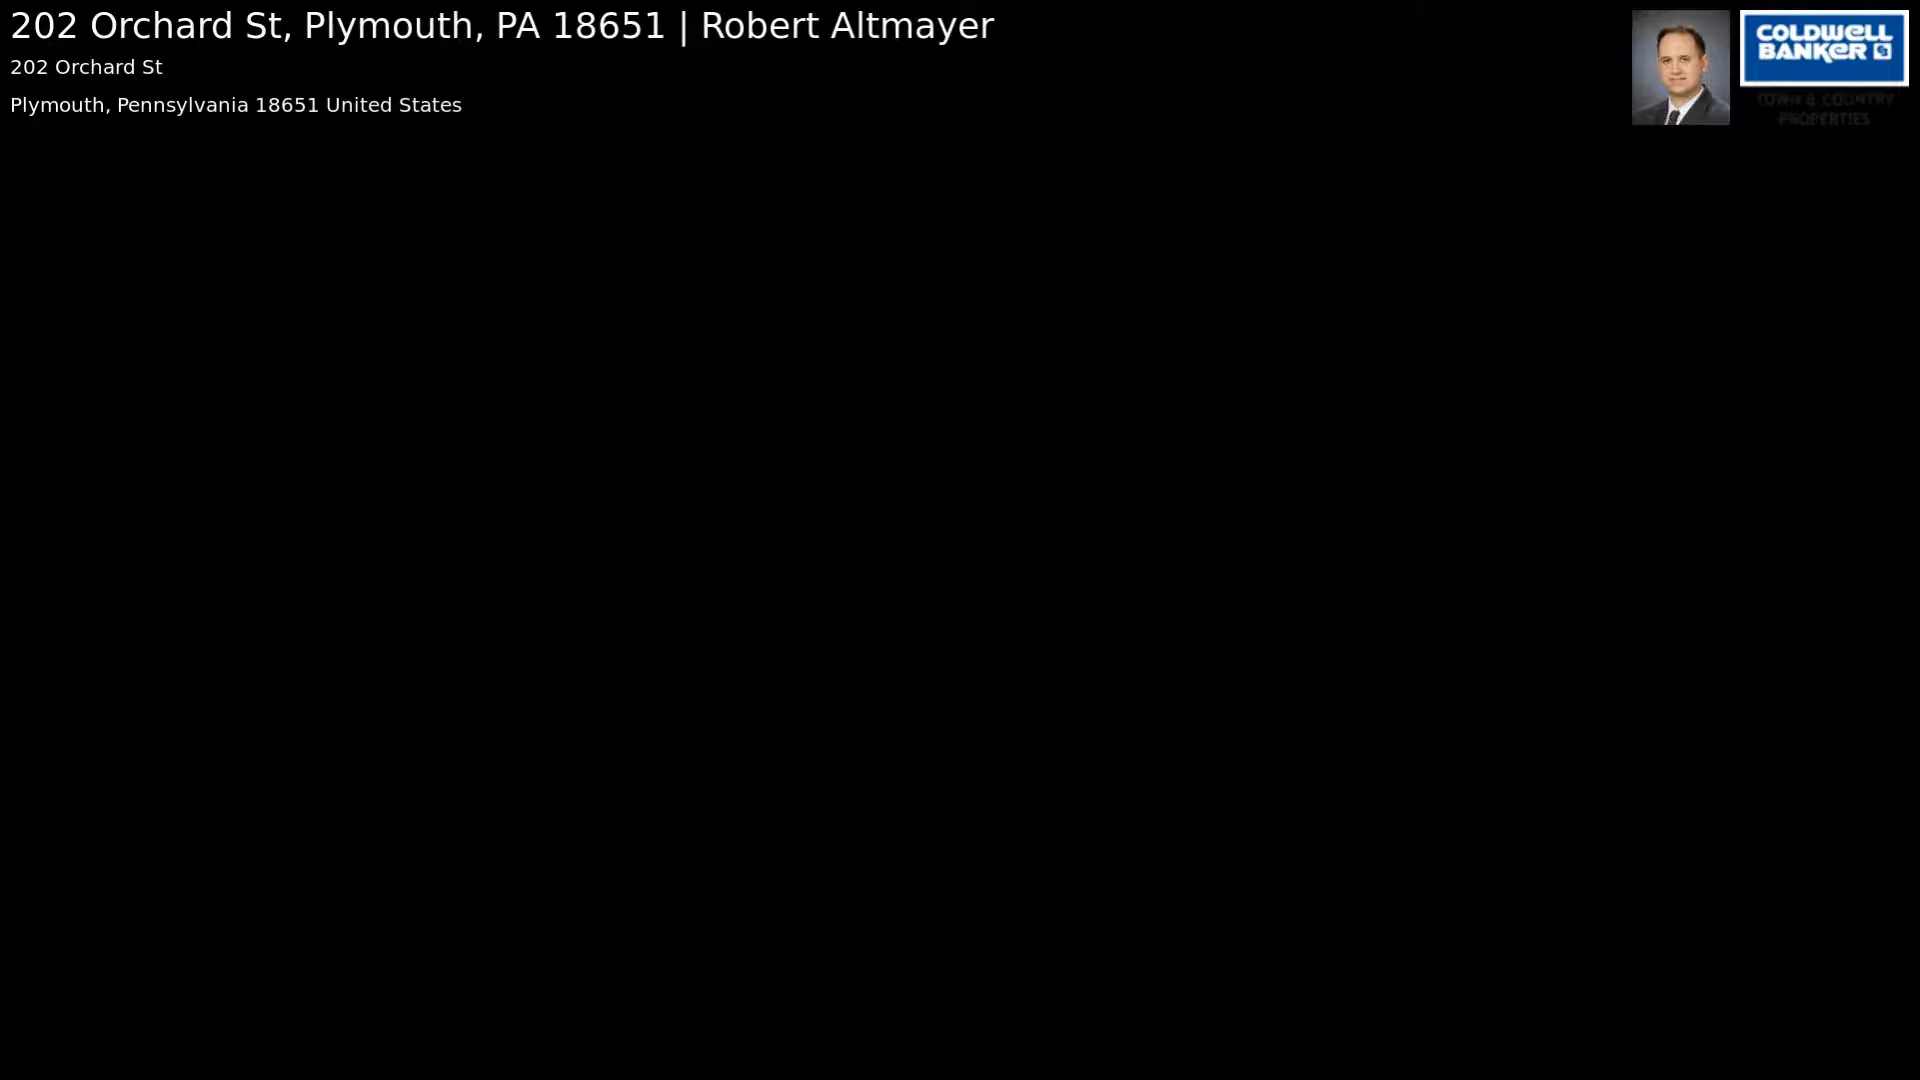 202 Orchard St, Plymouth, PA 18651 | Robert Altmayer
202 Orchard St
Plymouth, Pennsylvania 18651 United States
COLDWELL
BANKER
TOWN & COUNTRY
PROPERTIES